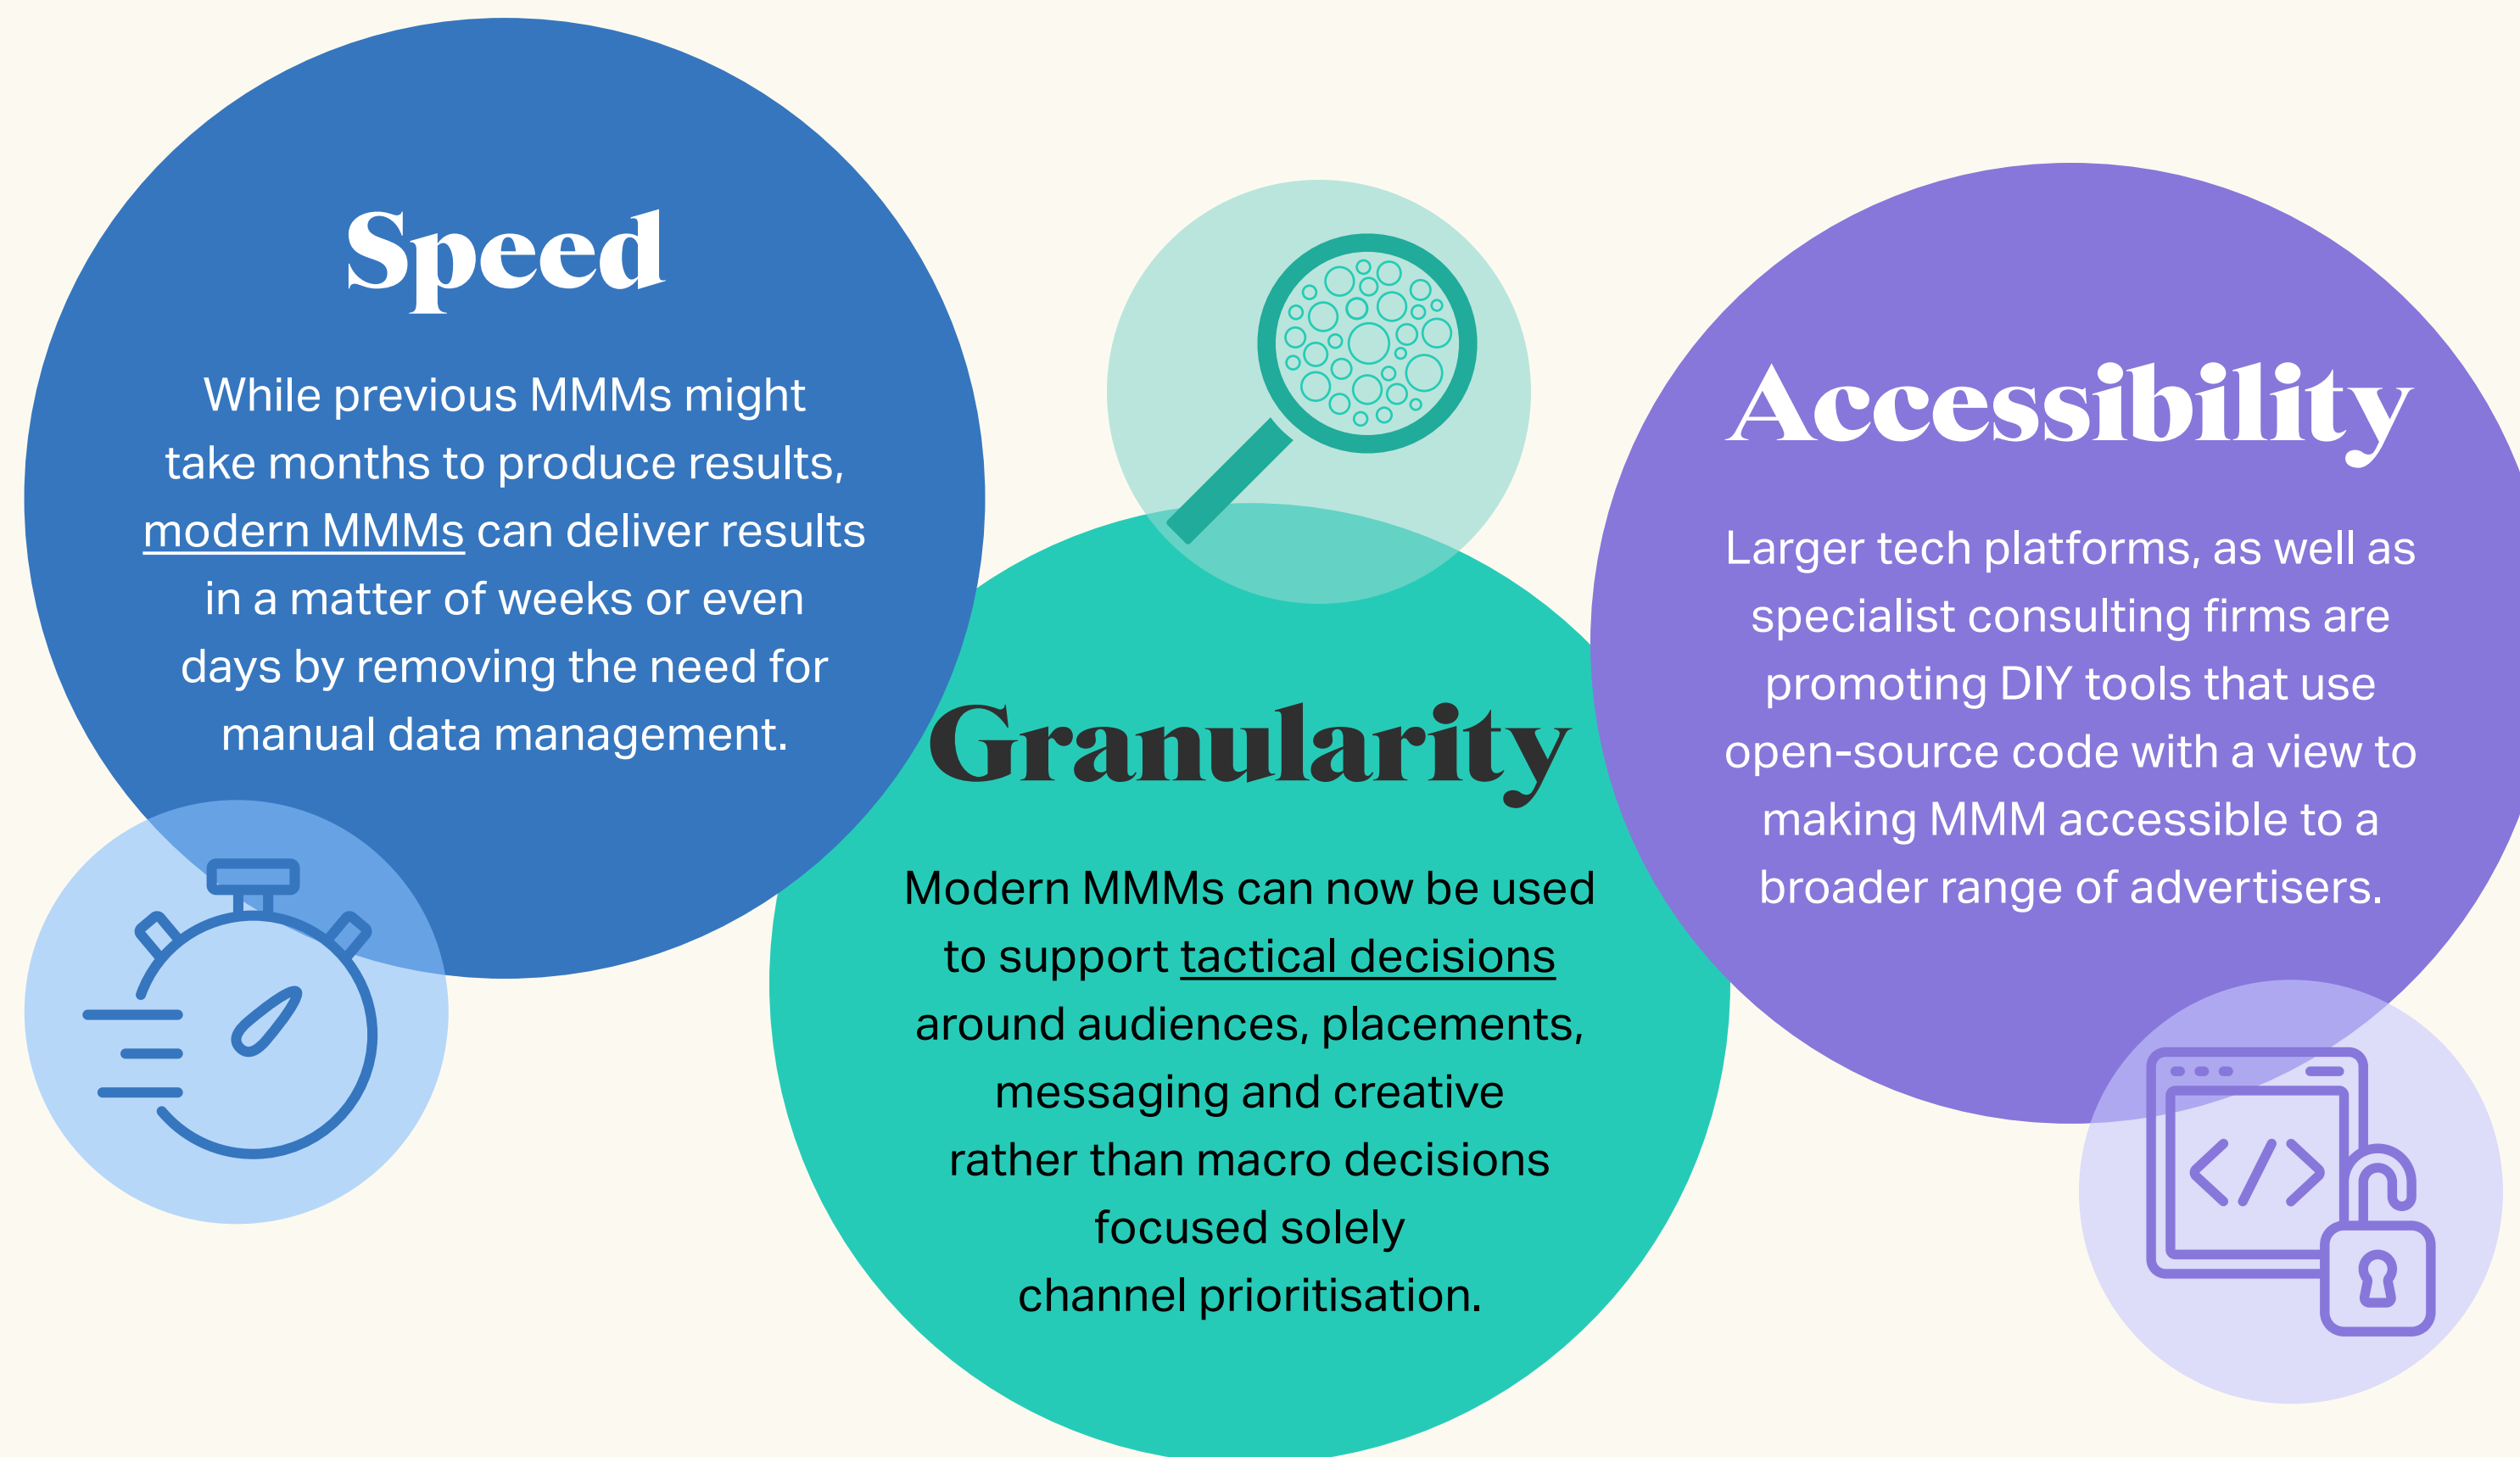 Speed
While previous MMMs might
take months to produce results,
modern MMMs can deliver results
in a matter of weeks or even
days by removing the need for
manual data management.
Granularity
Modern MMMs can now be used
to support tactical decisions
around audiences, placements,
messaging and creative
rather than macro decisions
focused solely
channel prioritisation.
Accessibility
Larger tech platforms, as well as
specialist consulting firms are
promoting DIY tools that use
open-source code with a view to
making MMM accessible to a
broader range of advertisers.
</>